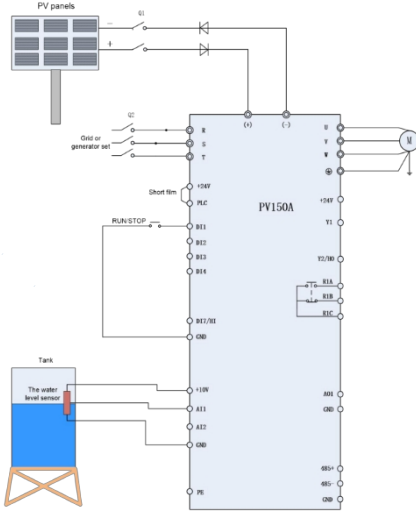 PV panels
Q1
−
+
(+)
(-)
Q2
Grid or
generator set
R
S
T
U
V
W
M
Short film
+24V
PLC
PV150A
+24V
Y1
RUN/STOP
DI1
DI2
DI3
DI4
Y2/HO
R1A
R1B
R1C
DI7/HI
GND
Tank
The water
level sensor
+10V
AI1
AI2
GND
AO1
GND
PE
485+
485-
GND